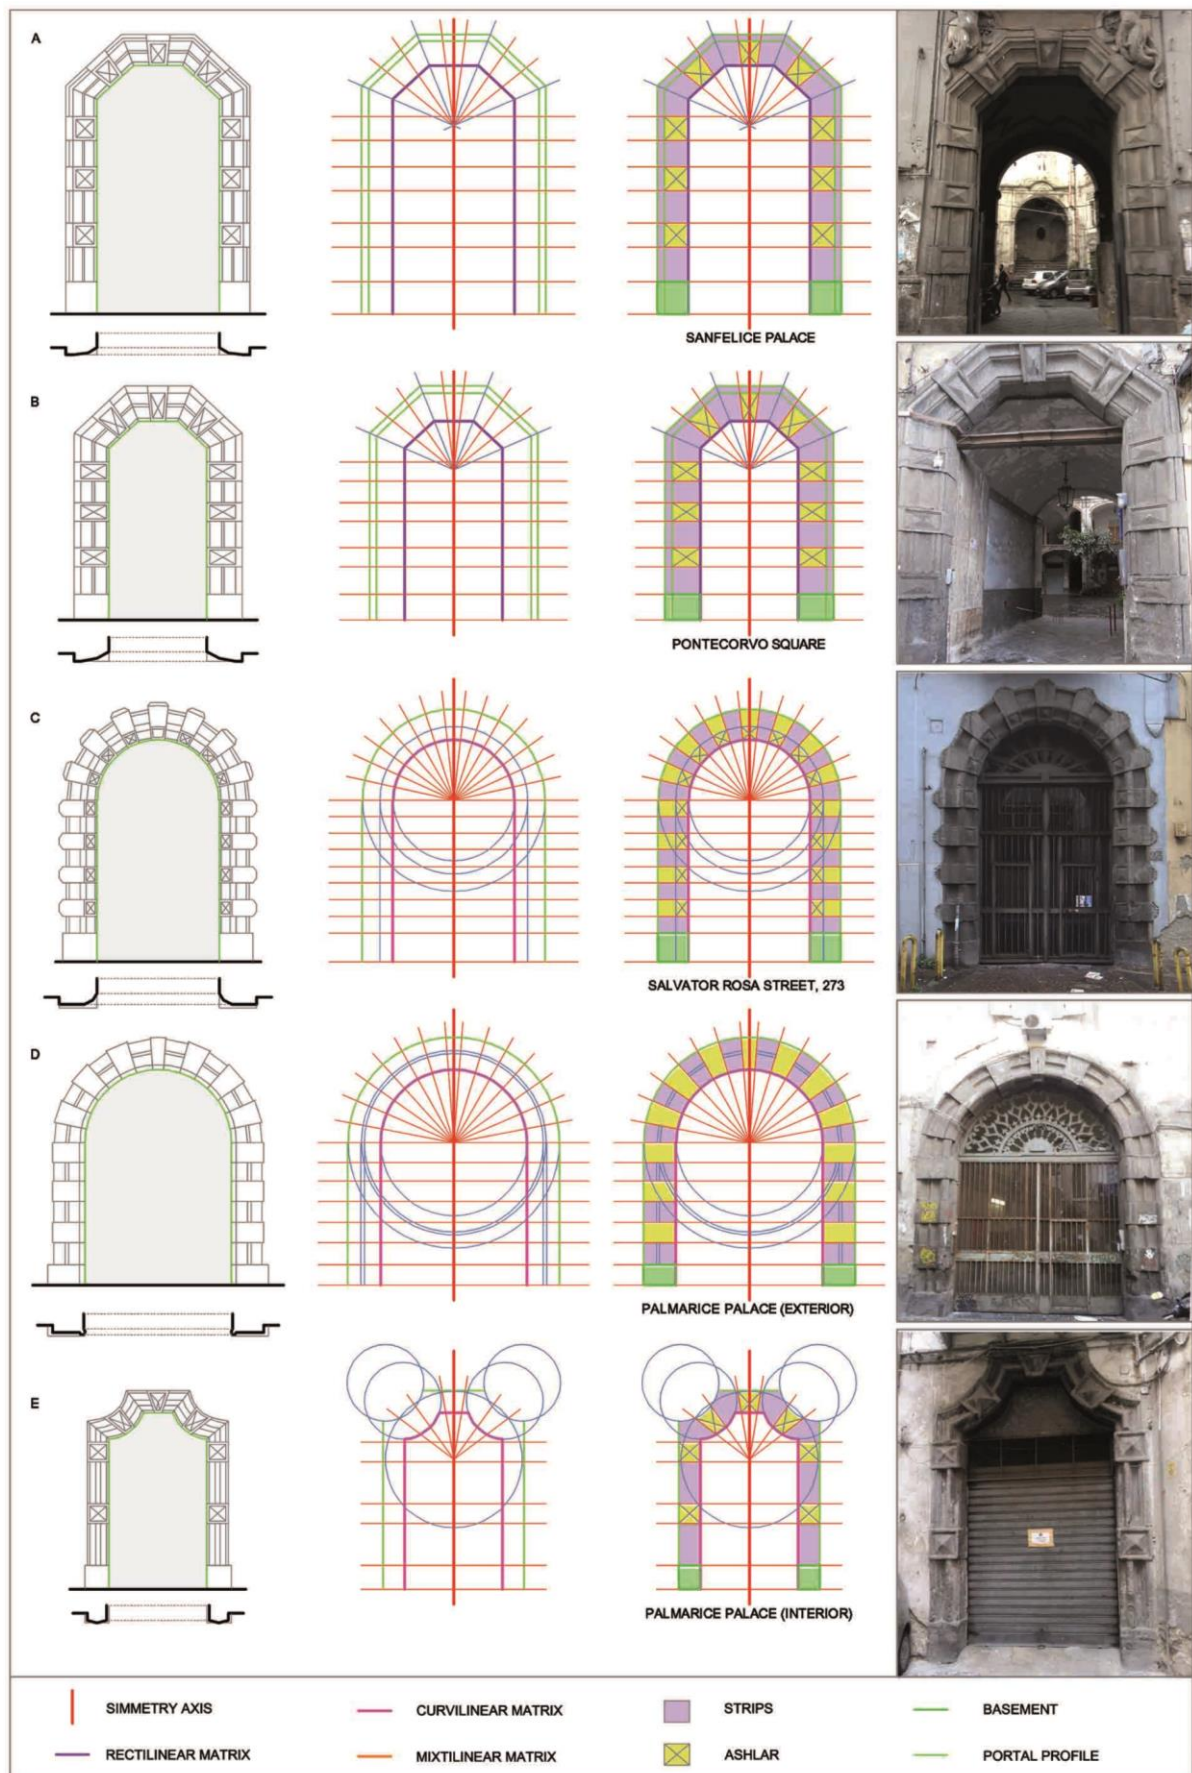 A
SANFELICE PALACE
B
PONTECORVO SQUARE
C
SALVATOR ROSA STREET, 273
D
PALMARICE PALACE (EXTERIOR)
E
PALMARICE PALACE (INTERIOR)
SIMMETRY AXIS
CURVILINEAR MATRIX
STRIPS
BASEMENT
RECTILINEAR MATRIX
MIXTILINEAR MATRIX
ASHLAR
PORTAL PROFILE